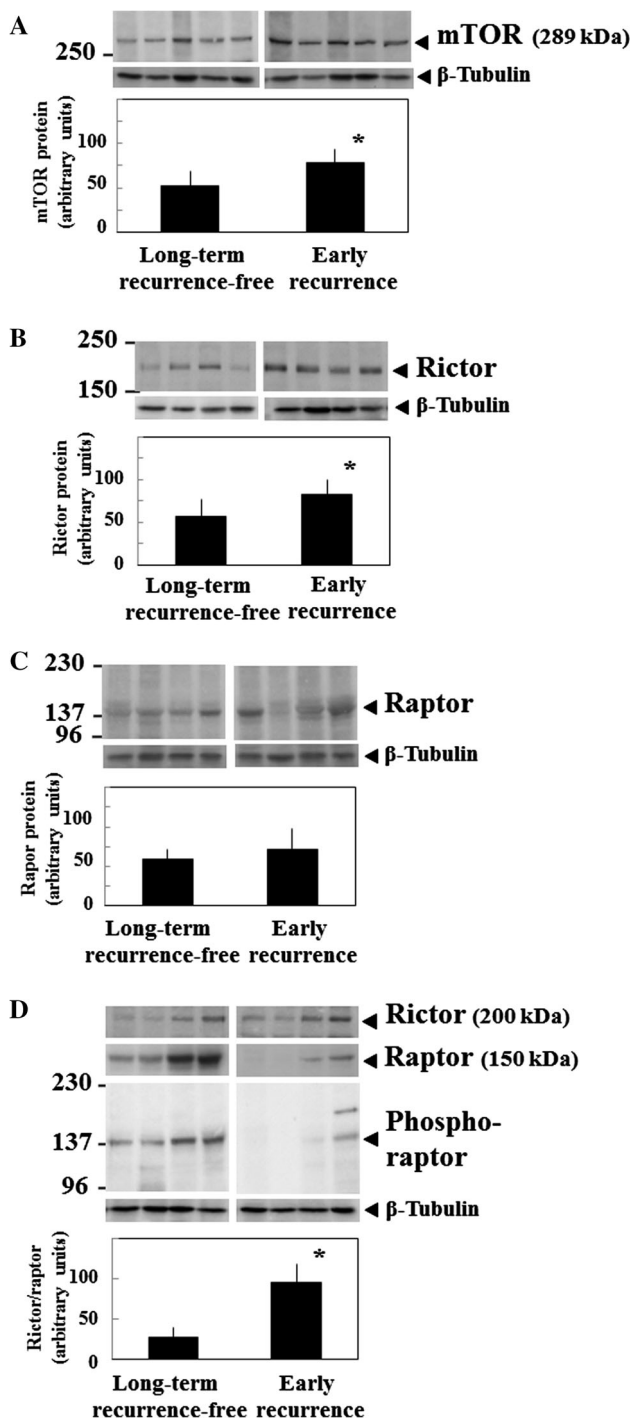 A
250
mTOR (289 kDa)
β-Tubulin
mTOR protein
(arbitrary units)
100
50
0
*
Long-term
recurrence-free
Early
recurrence
B
250
150
Rictor
β-Tubulin
Rictor protein
(arbitrary units)
100
50
0
*
Long-term
recurrence-free
Early
recurrence
C
230
137
96
Raptor
β-Tubulin
Rapor protein
(arbitrary units)
100
50
0
Long-term
recurrence-free
Early
recurrence
D
Rictor (200 kDa)
Raptor (150 kDa)
230
137
96
Phospho-
raptor
β-Tubulin
Rictor/raptor
(arbitrary units)
100
50
0
*
Long-term
recurrence-free
Early
recurrence